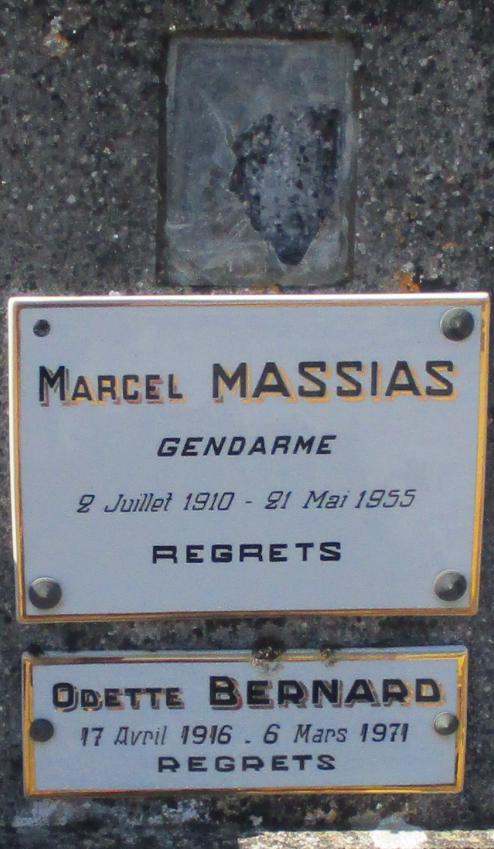 MARCEL MASSIAS
GENDARME
2 Juillet 1910 - 21 Mai 1955
REGRETS
ODETTE BERNARD
17 Avril 1916 - 6 Mars 1971
REGRETS